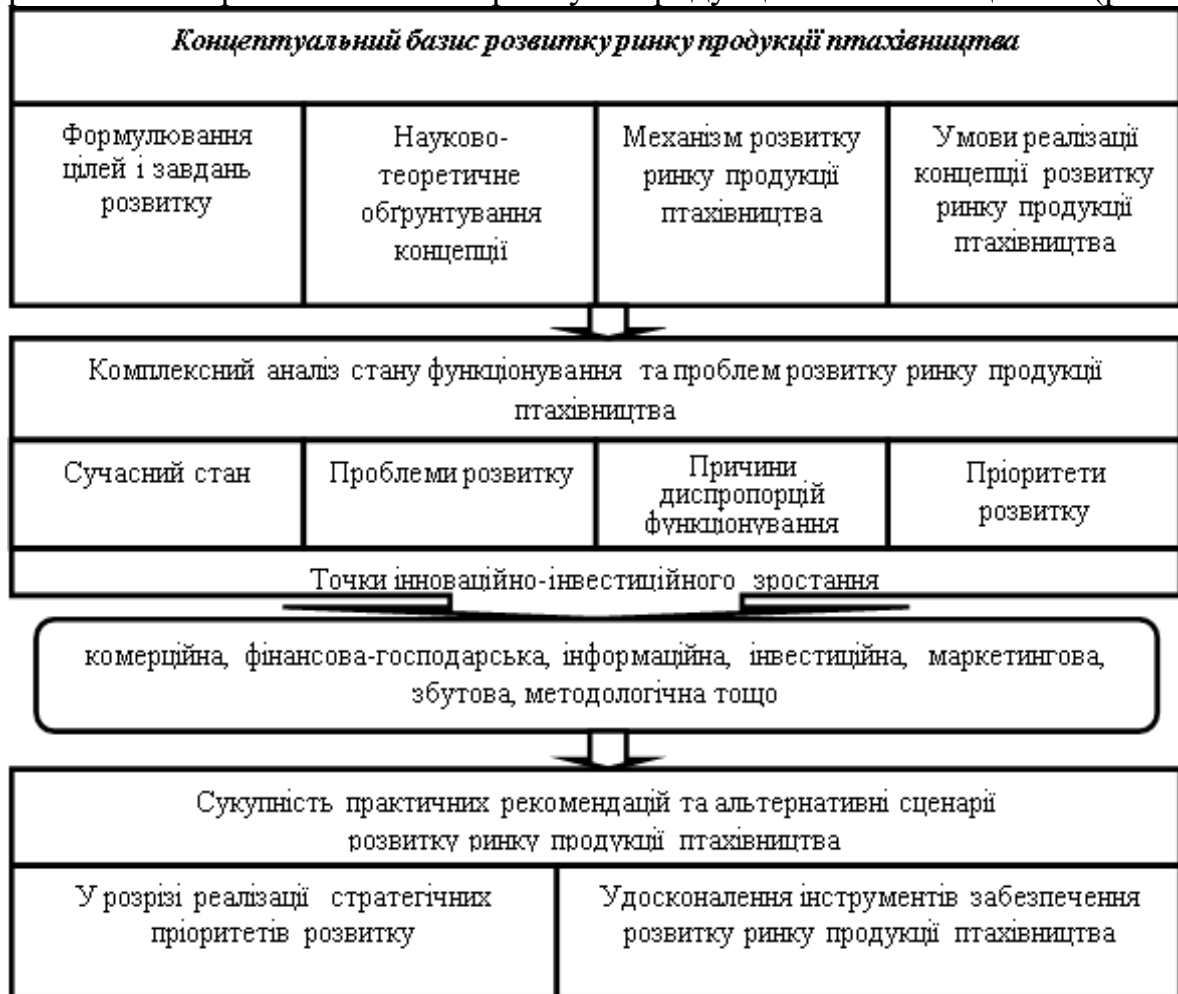 Концептуальний базис розвитку ринку продукції птахівництва
Формулювання
цілей і завдань
розвитку
Науково-
теоретичне
обґрунтування
концепції
Механізм розвитку
ринку продукції
птахівництва
Умови реалізації
концепції розвитку
ринку продукції
птахівництва
Комплексний аналіз стану функціонування та проблем розвитку ринку продукції
птахівництва
Сучасний стан
Проблеми розвитку
Причини
диспропорцій
функціонування
Пріоритети
розвитку
Точки інноваційно-інвестиційного зростання
комерційна, фінансова-господарська, інформаційна, інвестиційна, маркетингова,
збутова, методологічна тощо
Сукупність практичних рекомендацій та альтернативні сценарії
розвитку ринку продукції птахівництва
У розрізі реалізації стратегічних
пріоритетів розвитку
Удосконалення інструментів забезпечення
розвитку ринку продукції птахівництва